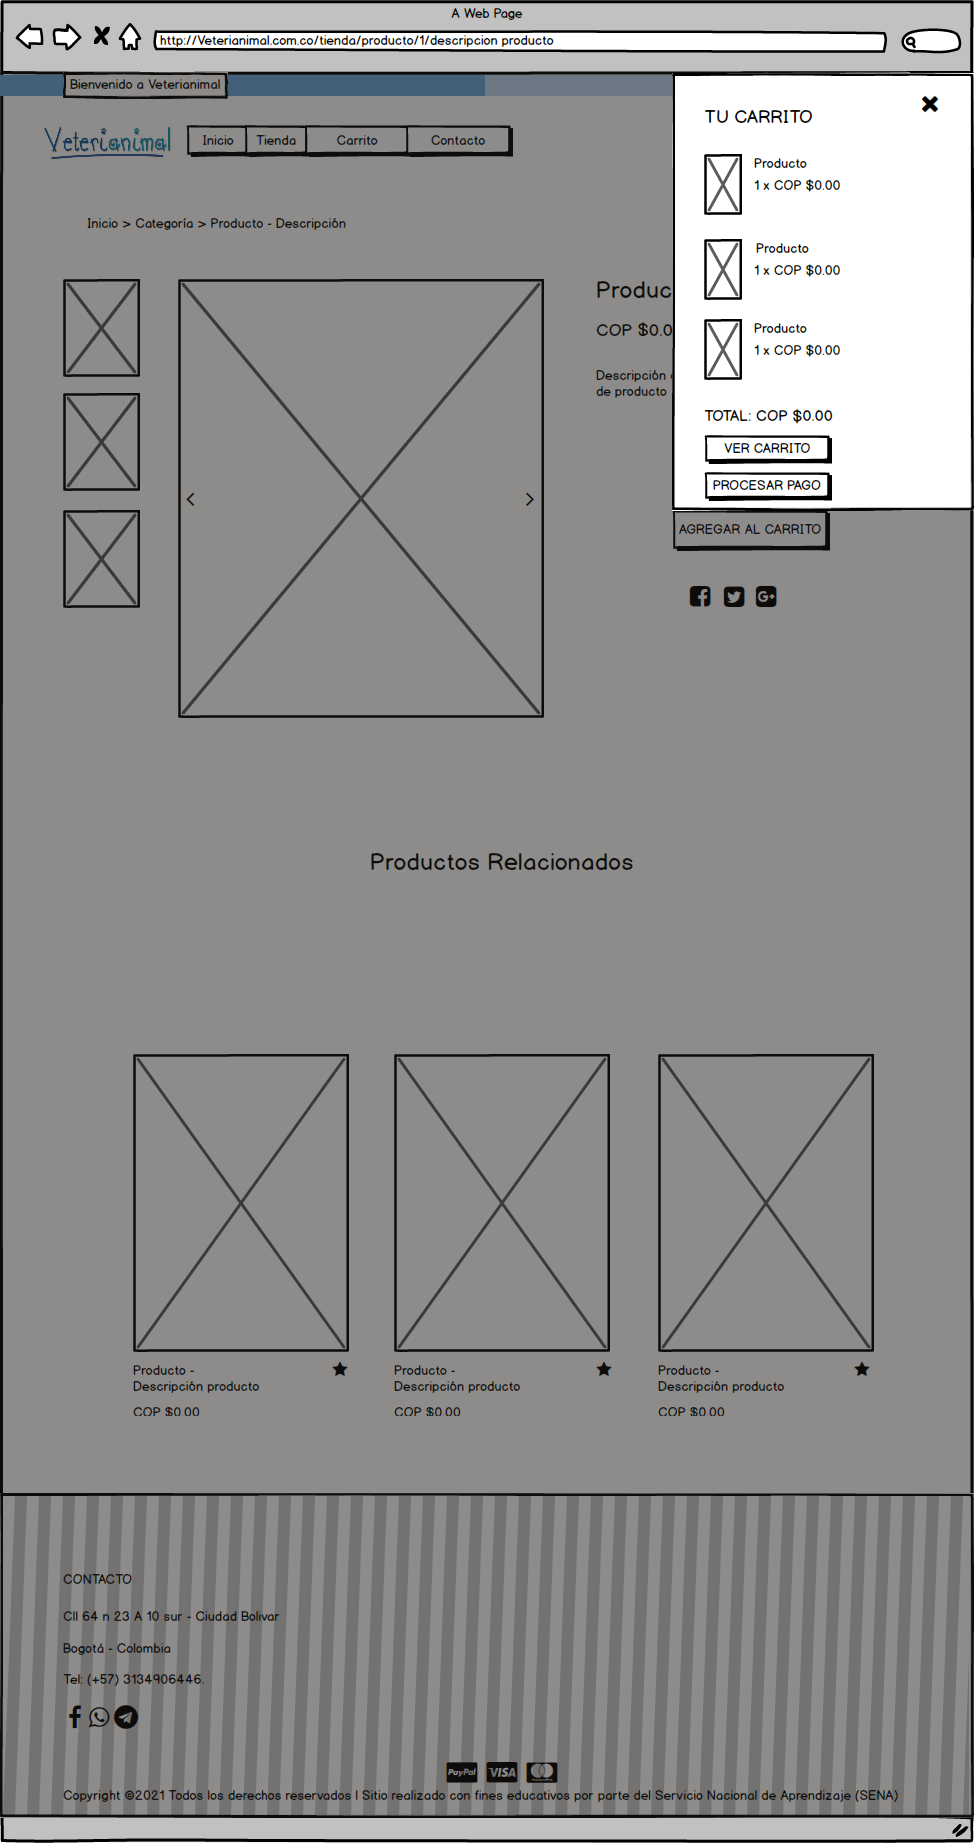 A Web Page
http://Veterianimal.com.co/tienda/producto/1/descripcion producto
Bienvenido a Veterianimal
Veterianimal
Inicio Tienda Carrito Contacto
Inicio > Categoría > Producto - Descripción
TU CARRITO
Producto
1 x COP $0.00
Producto
1 x COP $0.00
Producto
1 x COP $0.00
TOTAL: COP $0.00
VER CARRITO
PROCESAR PAGO
Produc
COP $0.0
Descripción
de producto
AGREGAR AL CARRITO
Productos Relacionados
Producto -
Descripción producto
COP $0.00
Producto -
Descripción producto
COP $0.00
Producto -
Descripción producto
COP $0.00
CONTACTO
Cll 64 n 23 A 10 sur - Ciudad Bolivar
Bogotá - Colombia
Tel: (+57) 3134906446.
PayPal VISA
Copyright ©2021 Todos los derechos reservados | Sitio realizado con fines educativos por parte del Servicio Nacional de Aprendizaje (SENA)